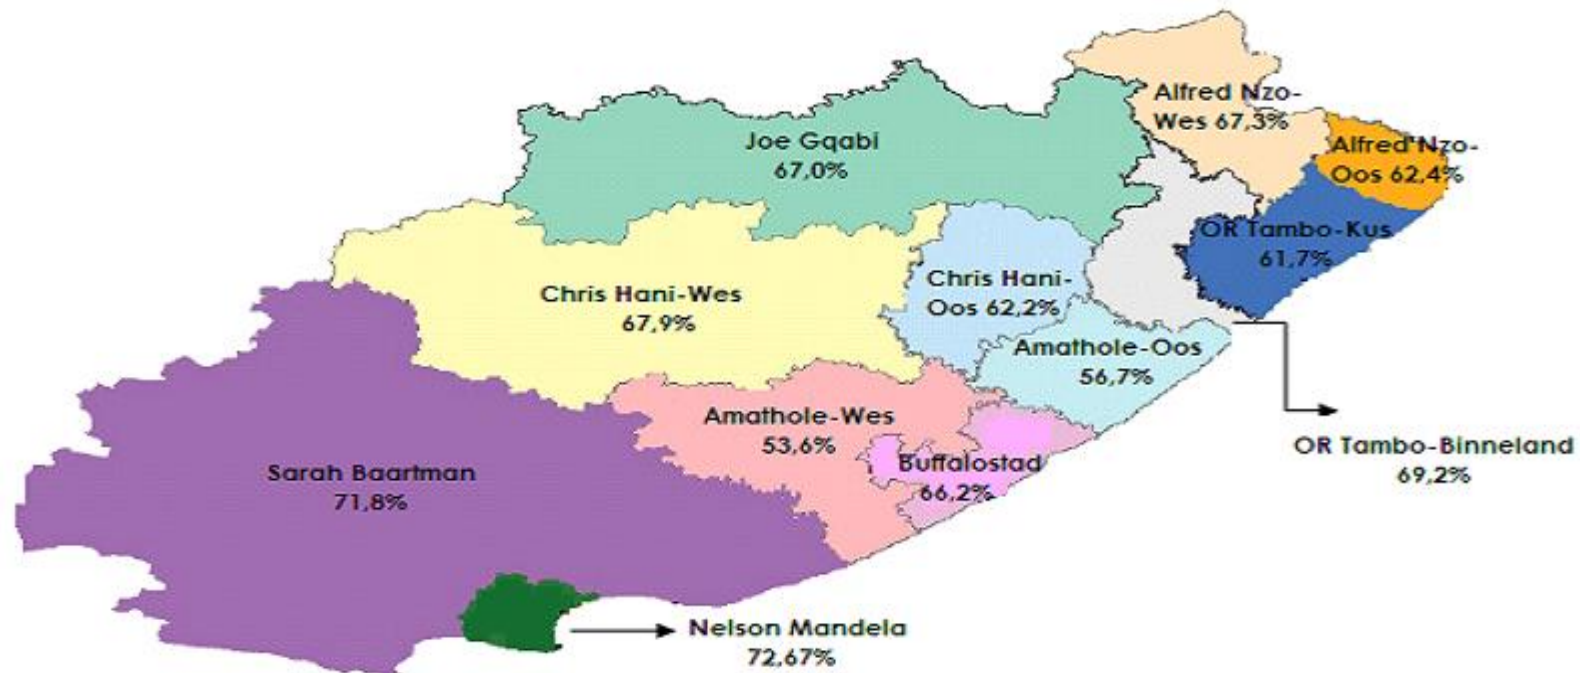 Alfred Nzo-
Wes 67,3%
Alfred Nzo-
Oos 62,4%
Joe Gqabi
67,0%
OR Tambo-Kus
61,7%
Chris Hani-
Oos 62,2%
Chris Hani-Wes
67,9%
Amathole-Oos
56,7%
Amathole-Wes
53,6%
OR Tambo-Binneland
69,2%
Buffalostad
66,2%
Sarah Baartman
71,8%
Nelson Mandela
72,67%